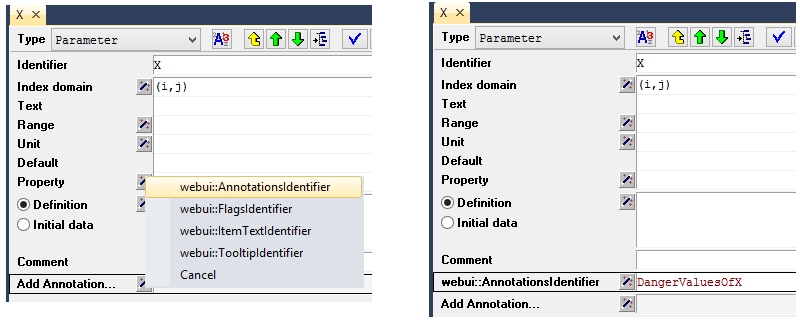 X ×
Type Parameter
Identifier X
Index domain (i,j)
Text
Range
Unit
Default
Property
webui::AnnotationsIdentifier
Definition
webui::FlagsIdentifier
Initial data
webui::ItemTextIdentifier
webui::TooltipIdentifier
Comment
Cancel
Add Annotation...
X ×
Type Parameter
Identifier X
Index domain (i,j)
Text
Range
Unit
Default
Property
Definition
Initial data
Comment
webui::AnnotationsIdentifier DangerValuesOfX
Add Annotation...